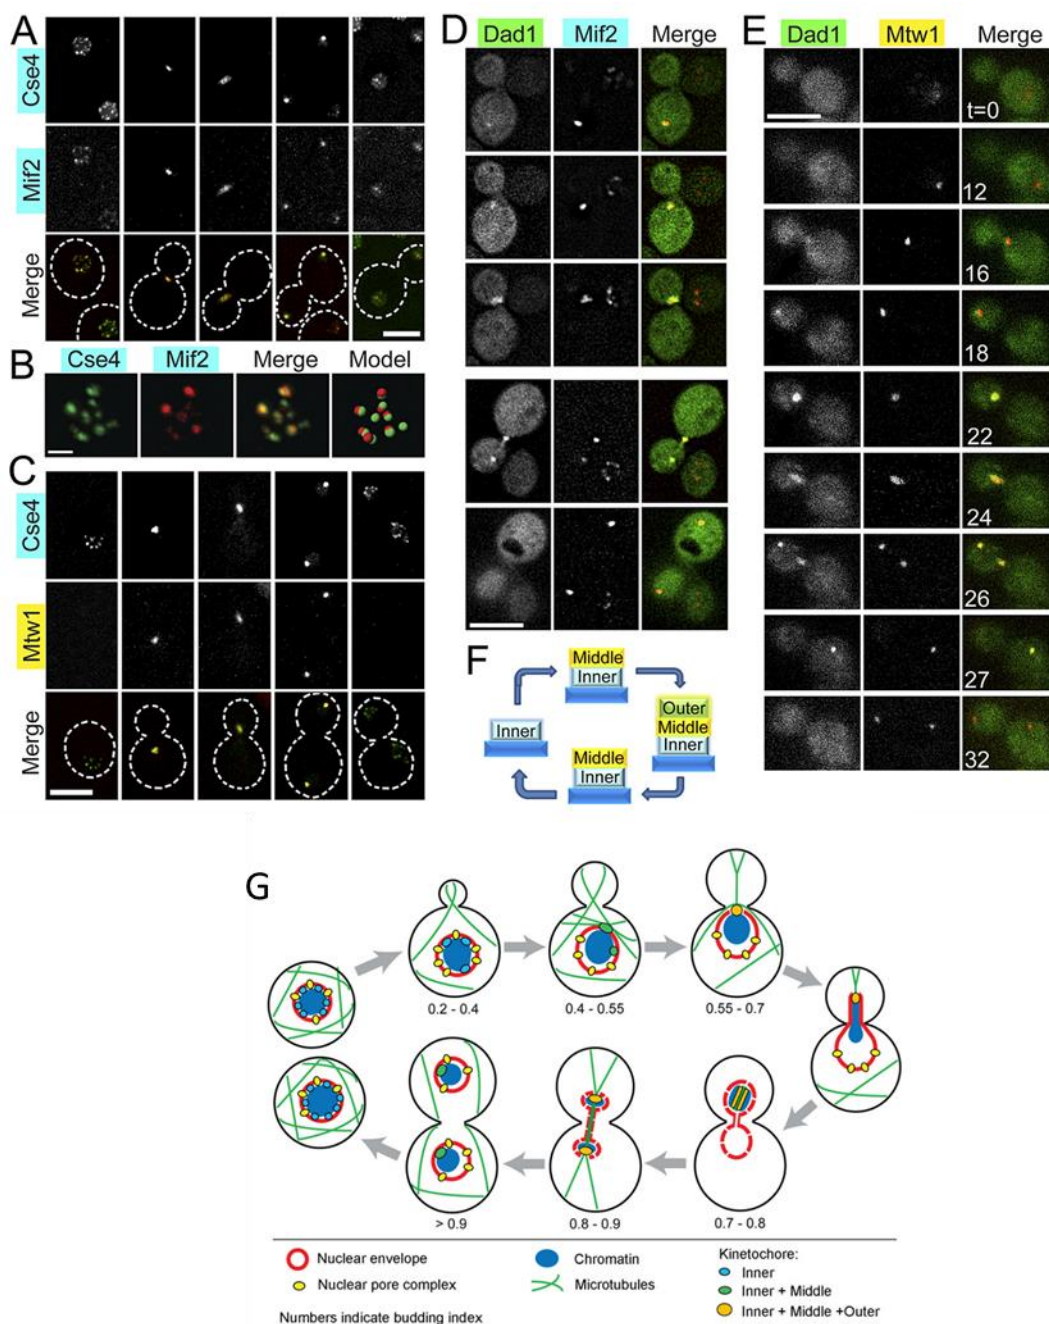 A
Cse4
Mif2
Merge
B
Cse4 Mif2 Merge Model
C
Cse4
Mtw1
Merge
D
Dad1 Mif2 Merge
E
Dad1 Mtw1 Merge
t=0
12
16
18
22
24
26
27
32
F
Middle
Inner
Outer
Middle
Inner
Inner
Middle
Inner
G
0.2 - 0.4
0.4 - 0.55
0.55 - 0.7
> 0.9
0.8 - 0.9
0.7 - 0.8
Nuclear envelope
Nuclear pore complex
Chromatin
Microtubules
Kinetochore:
Inner
Inner + Middle
Inner + Middle +Outer
Numbers indicate budding index